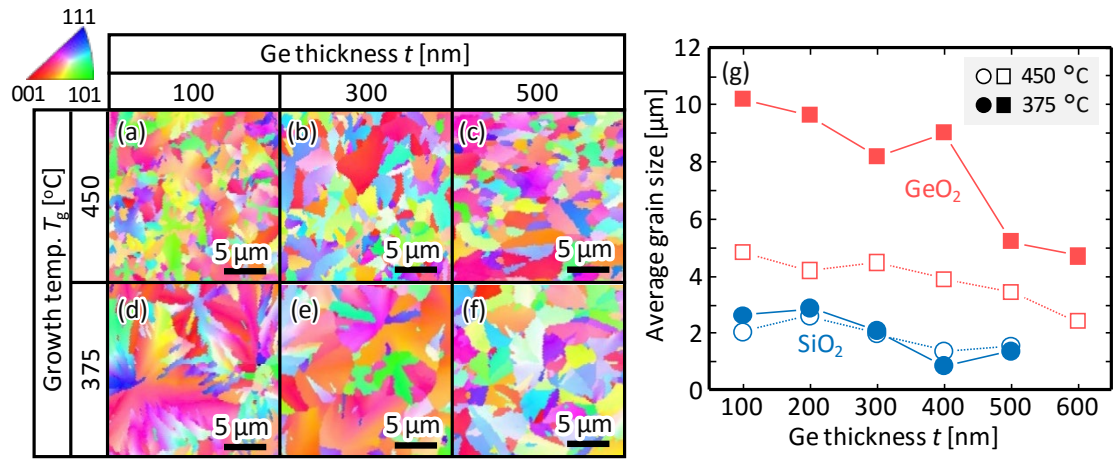 111
001 101
Ge thickness t [nm]
100 300 500
Growth temp. Tg [°C]
450
375
(a) 5 μm
(b) 5 μm
(c) 5 μm
(d) 5 μm
(e) 5 μm
(f) 5 μm
(g)
450 °C
375 °C
Average grain size [μm]
12
10
8
6
4
2
0
GeO2
SiO2
100 200 300 400 500 600
Ge thickness t [nm]